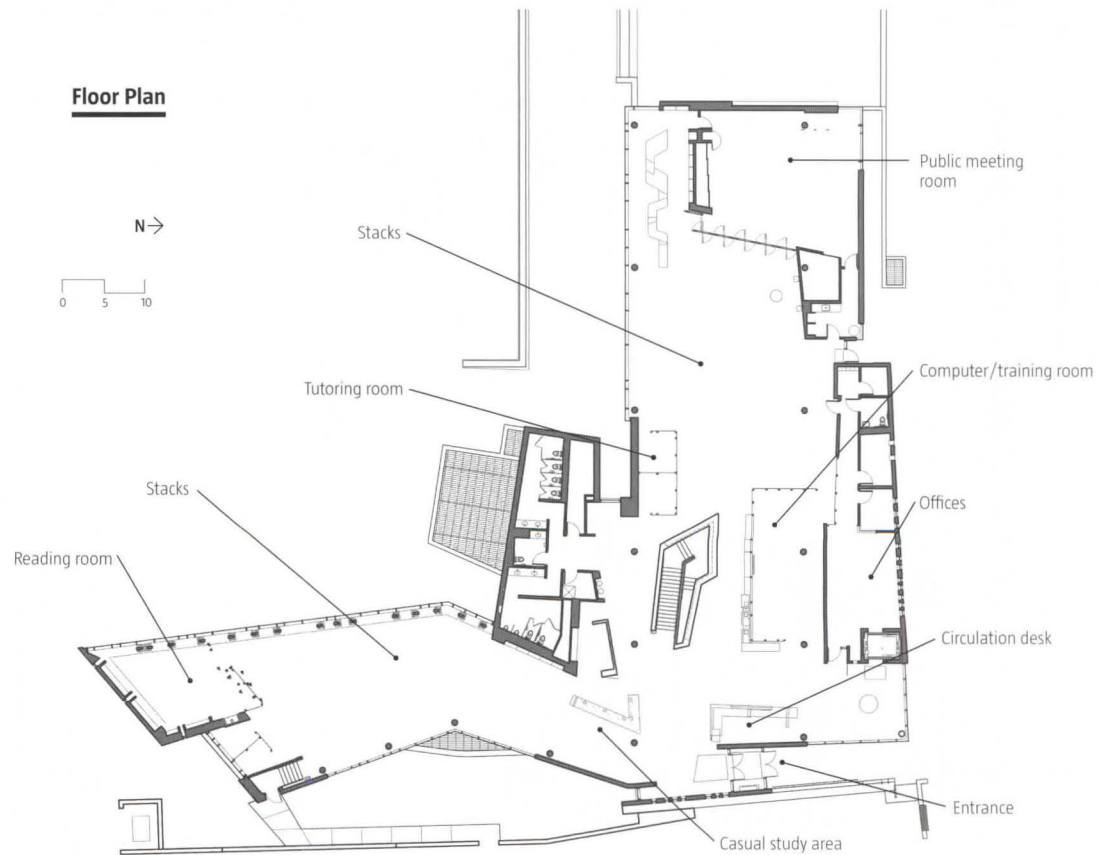 Floor Plan
N
0 5 10
Public meeting
room
Stacks
Computer/training room
Tutoring room
Stacks
Offices
Reading room
Circulation desk
Entrance
Casual study area